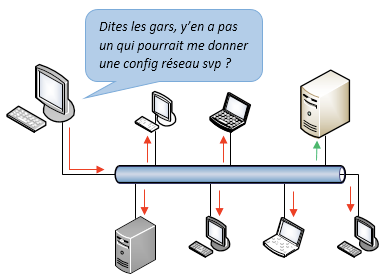 Dites les gars, y'en a pas
un qui pourrait me donner
une config réseau svp ?